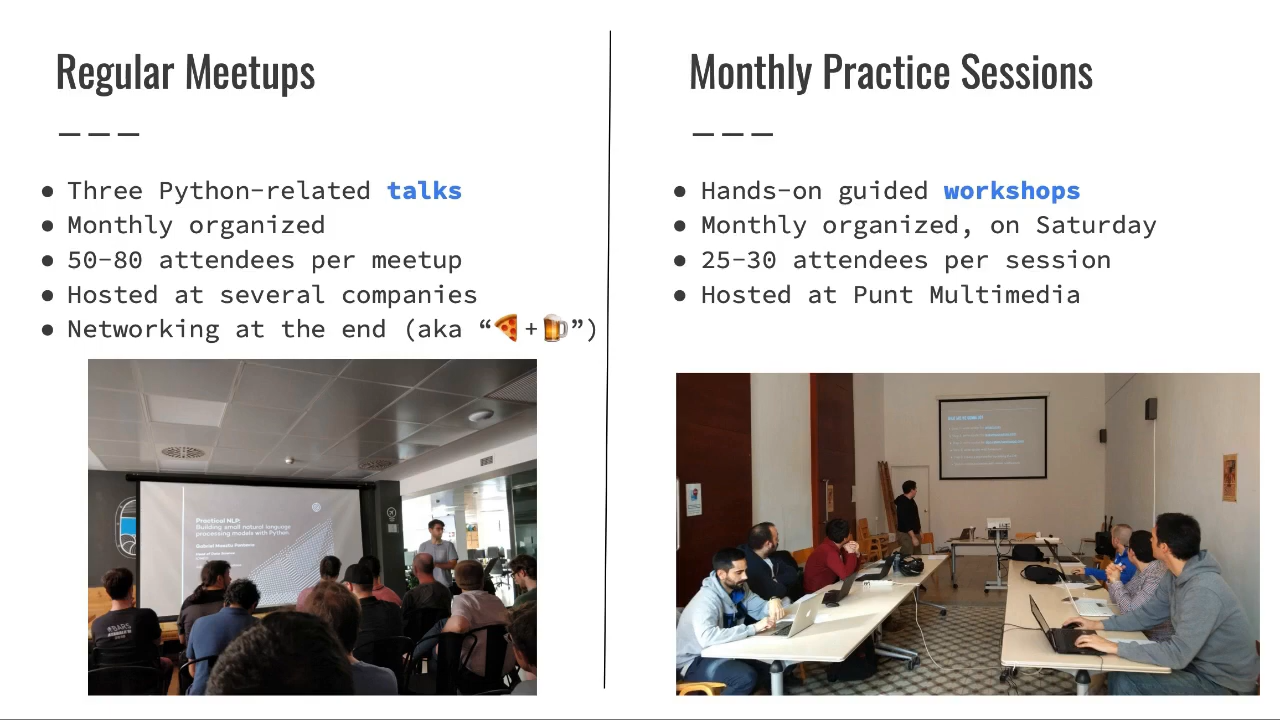 Regular Meetups
● Three Python-related talks
● Monthly organized
● 50-80 attendees per meetup
● Hosted at several companies
● Networking at the end (aka “🍕+🍺”)
Practical NLP:
Building small natural language
processing models with Python
Monthly Practice Sessions
● Hands-on guided workshops
● Monthly organized, on Saturday
● 25-30 attendees per session
● Hosted at Punt Multimedia